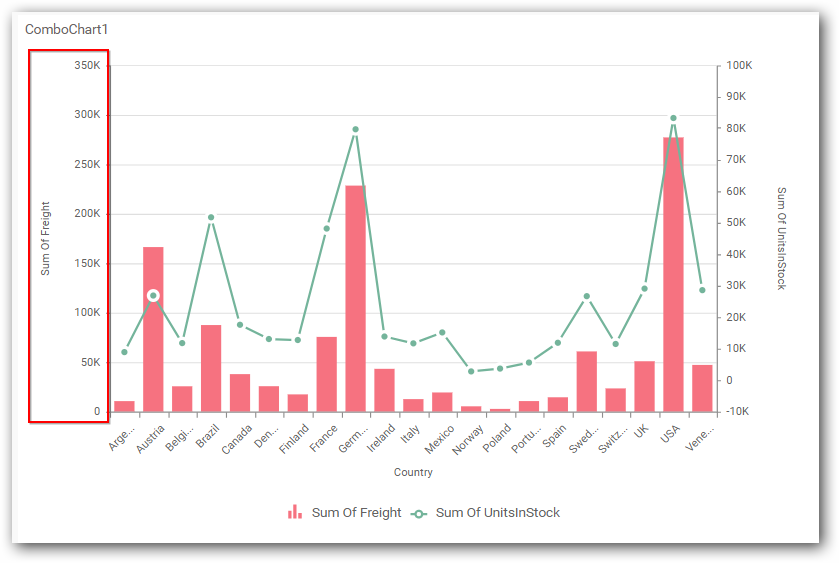 ComboChart1
350K
300K
250K
200K
150K
100K
50K
0
Sum Of Freight
100K
90K
80K
70K
60K
50K
40K
30K
20K
10K
0
-10K
Sum Of UnitsInStock
Arge...
Austria
Belgi...
Brazil
Canada
Den...
Finland
France
Germ...
Ireland
Italy
Mexico
Norway
Poland
Portu...
Spain
Swed...
Switz...
UK
USA
Vene...
Country
Sum Of Freight
Sum Of UnitsInStock